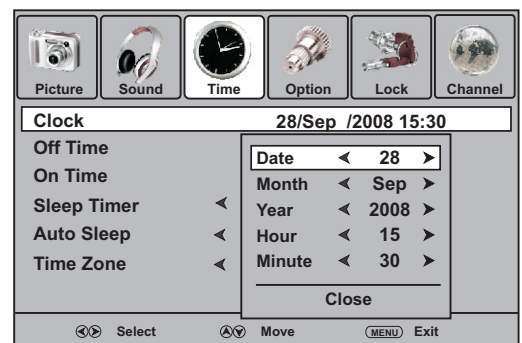 Picture Sound Time Option Lock Channel
Clock 28/Sep /2008 15:30
Off Time
On Time
Sleep Timer
Auto Sleep
Time Zone
Date 28
Month Sep
Year 2008
Hour 15
Minute 30
Close
Select Move MENU Exit